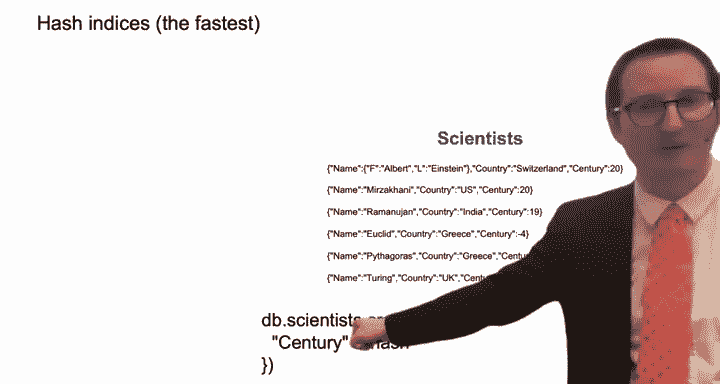 Hash indices (the fastest)
Scientists
{"Name":{"F":"Albert","L":"Einstein"},"Country":"Switzerland","Century":20}
{"Name":"Mirzakhani","Country":"US","Century":20}
{"Name":"Ramanujan","Country":"India","Century":19}
{"Name":"Euclid","Country":"Greece","Century":-4}
{"Name":"Pythagoras","Country":"Greece","Centu
{"Name":"Turing","Country":"UK","Centu
db.scientists
"Century"
})